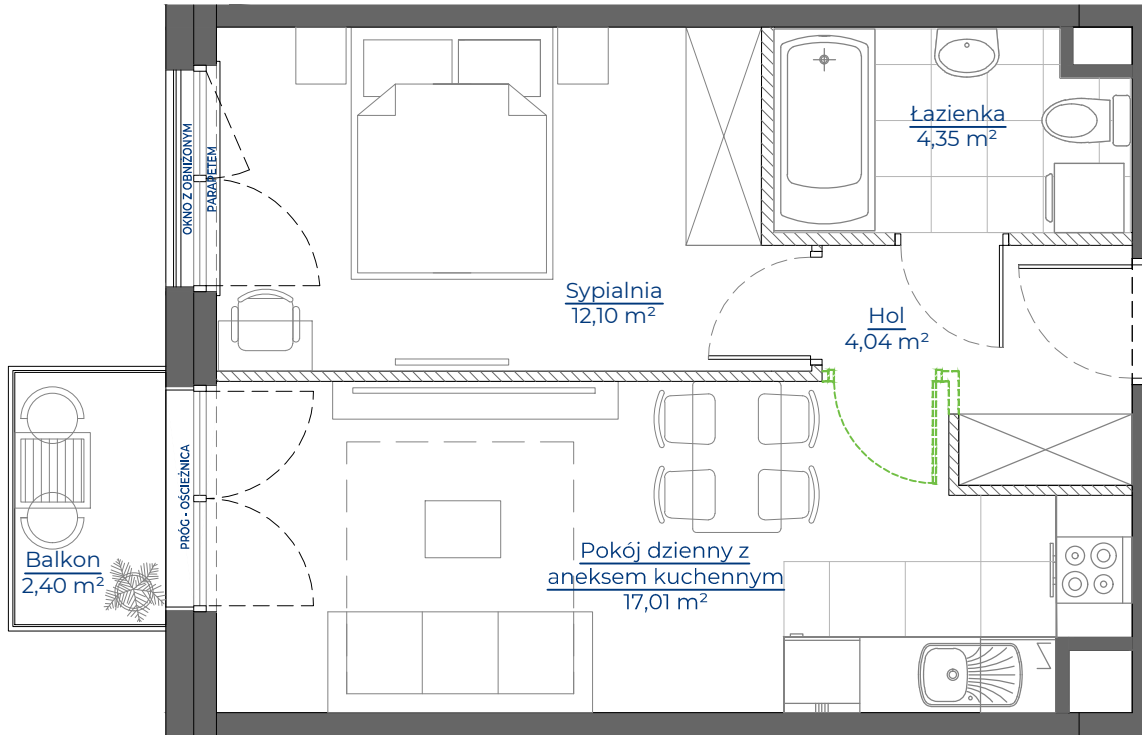 OKNO Z OBNIŻONYM
PARAPETEM
Łazienka
4,35 m²
Sypialnia
12,10 m²
Hol
4,04 m²
PRÓG - OŚCIEŻNICA
Balkon
2,40 m²
Pokój dzienny z
aneksem kuchennym
17,01 m²